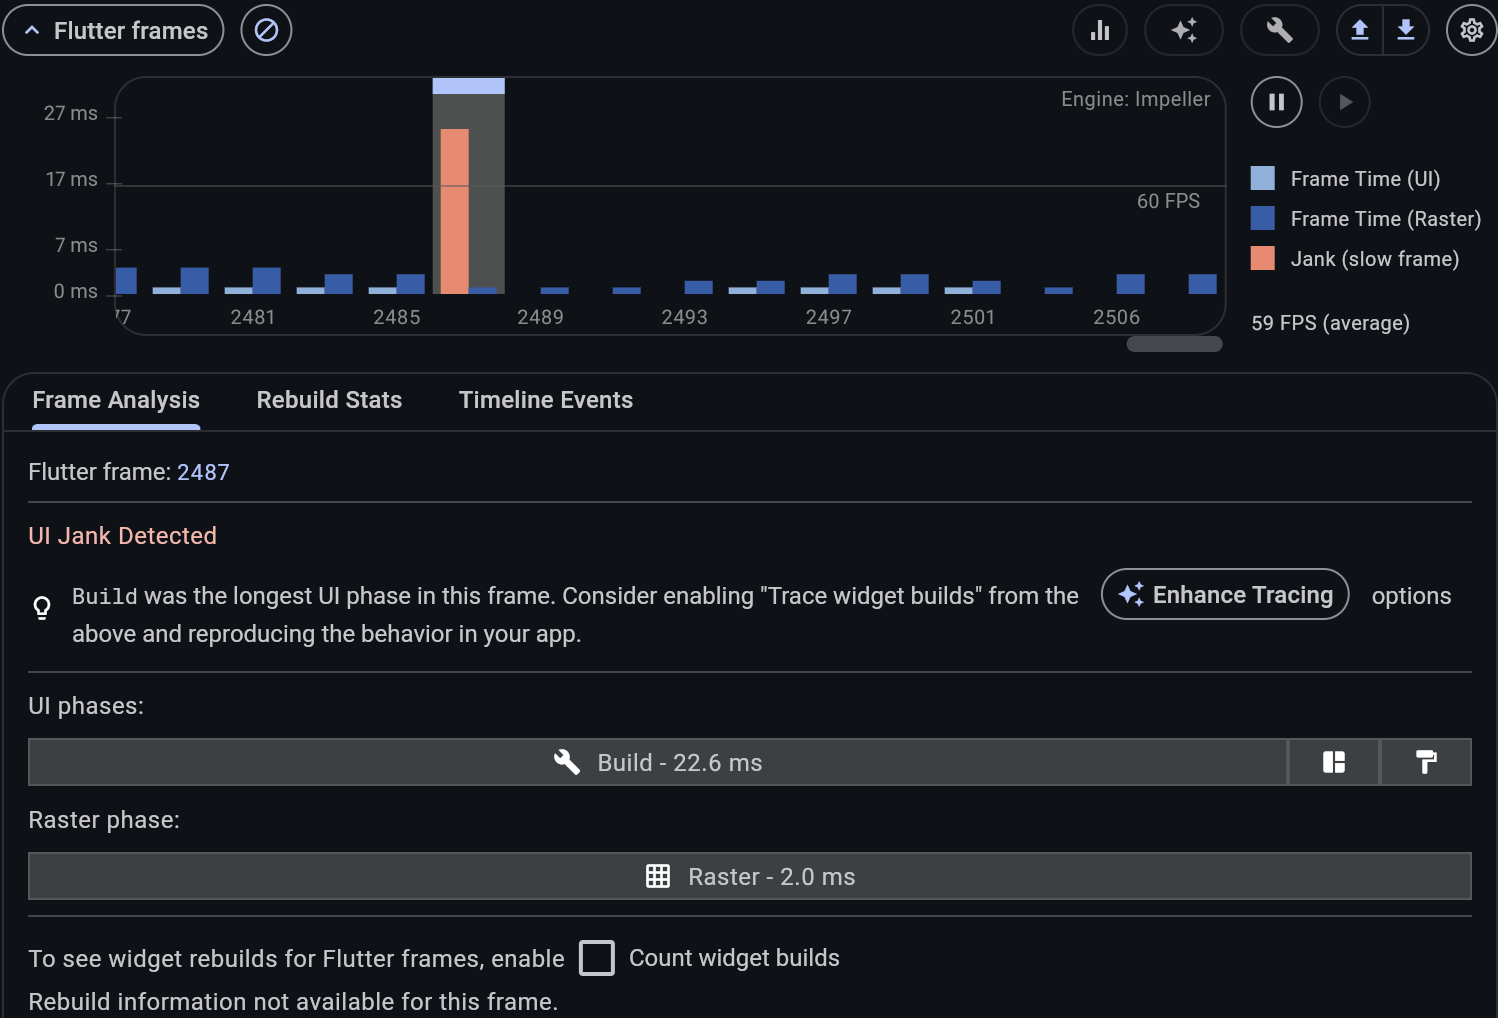 Flutter frames
27 ms
17 ms
7 ms
0 ms
Engine: Impeller
60 FPS
77 2481 2485 2489 2493 2497 2501 2506
Frame Time (UI)
Frame Time (Raster)
Jank (slow frame)
59 FPS (average)
Frame Analysis Rebuild Stats Timeline Events
Flutter frame: 2487
UI Jank Detected
Build was the longest UI phase in this frame. Consider enabling "Trace widget builds" from the Enhance Tracing options
above and reproducing the behavior in your app.
UI phases:
Build - 22.6 ms
Raster phase:
Raster - 2.0 ms
To see widget rebuilds for Flutter frames, enable Count widget builds
Rebuild information not available for this frame.